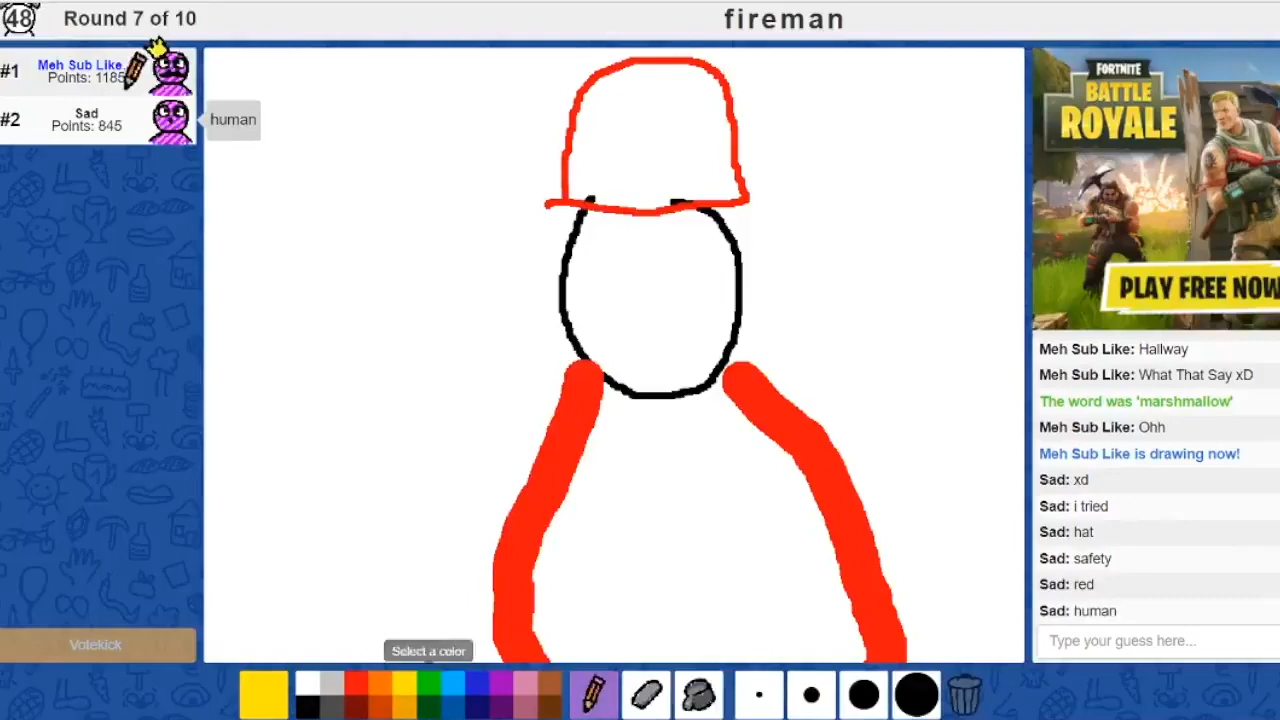 48
Round 7 of 10
fireman
#1
Meh Sub Like.
Points: 1185
#2
Sad
Points: 845
human
FORTNITE
BATTLE
ROYALE
PLAY FREE NOW
Meh Sub Like: Hallway
Meh Sub Like: What That Say xD
The word was 'marshmallow'
Meh Sub Like: Ohh
Meh Sub Like is drawing now!
Sad: xd
Sad: i tried
Sad: hat
Sad: safety
Sad: red
Sad: human
Type your guess here...
Votekick
Select a color